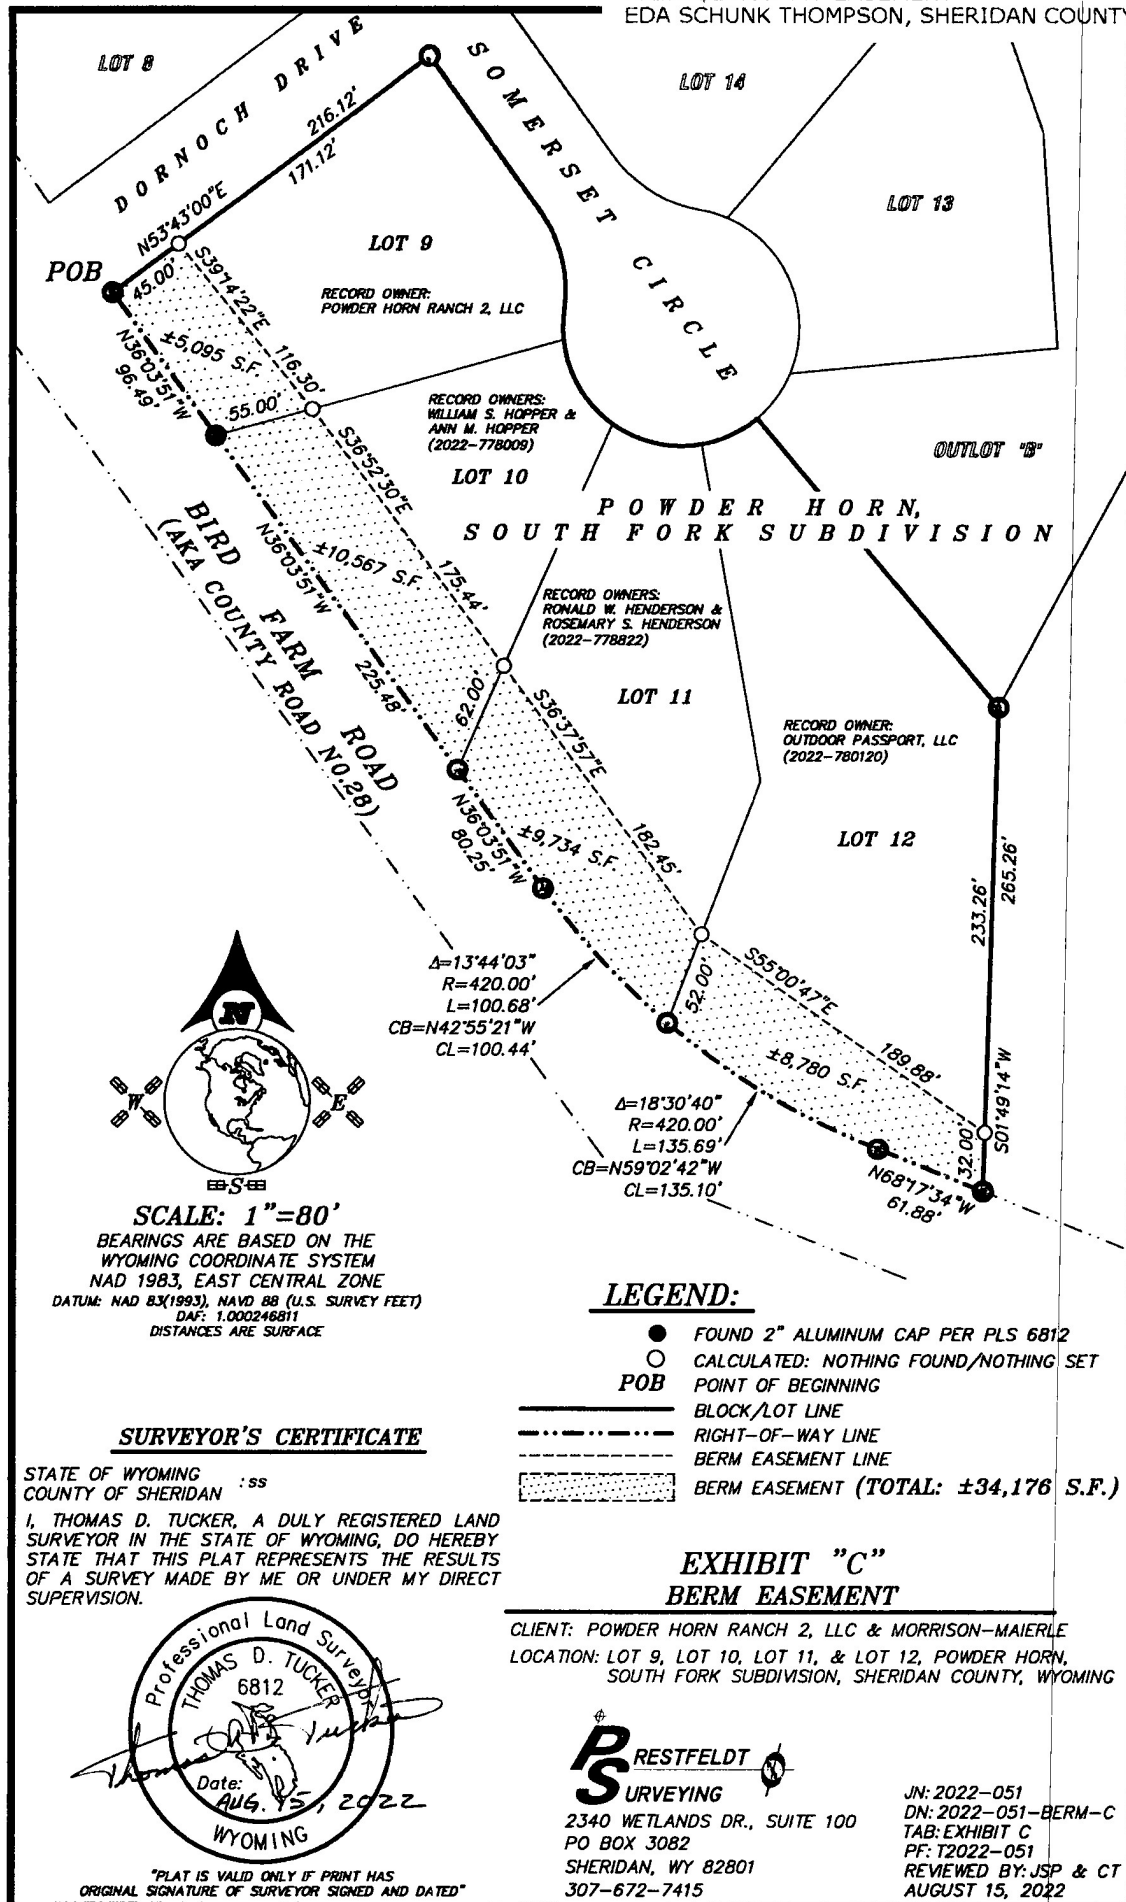 EDA SCHUNK THOMPSON, SHERIDAN COUNTY
LOT 8
DORNOCH DRIVE
SOMERSET CIRCLE
LOT 14
LOT 13
216.12'
171.12'
N53°43'00"E
45.00'
POB
LOT 9
RECORD OWNER:
POWDER HORN RANCH 2, LLC
S39°14'22"E
116.30'
±5,095 S.F.
N36°03'51"W
96.49'
55.00'
RECORD OWNERS:
WILLIAM S. HOPPER &
ANN M. HOPPER
(2022-778009)
LOT 10
OUTLOT "B"
POWDER HORN,
SOUTH FORK SUBDIVISION
S36°52'30"E
175.44'
±10,567 S.F.
N36°03'51"W
225.48'
BIRD FARM ROAD
(AKA COUNTY ROAD NO.28)
RECORD OWNERS:
RONALD W. HENDERSON &
ROSEMARY S. HENDERSON
(2022-778822)
LOT 11
62.00'
S36°37'57"E
182.45'
RECORD OWNER:
OUTDOOR PASSPORT, LLC
(2022-780120)
LOT 12
N36°03'51"W
80.25'
±9,734 S.F.
233.26'
265.26'
Δ=13°44'03"
R=420.00'
L=100.68'
CB=N42°55'21"W
CL=100.44'
52.00'
S55°00'47"E
189.88'
±8,780 S.F.
S01°49'14"W
32.00'
Δ=18°30'40"
R=420.00'
L=135.69'
CB=N59°02'42"W
CL=135.10'
N68°17'34"W
61.88'
N
W
E
S
SCALE: 1"=80'
BEARINGS ARE BASED ON THE
WYOMING COORDINATE SYSTEM
NAD 1983, EAST CENTRAL ZONE
DATUM: NAD 83(1993), NAVD 88 (U.S. SURVEY FEET)
DAF: 1.000246811
DISTANCES ARE SURFACE
LEGEND:
FOUND 2" ALUMINUM CAP PER PLS 6812
CALCULATED: NOTHING FOUND/NOTHING SET
POB POINT OF BEGINNING
BLOCK/LOT LINE
RIGHT-OF-WAY LINE
BERM EASEMENT LINE
BERM EASEMENT (TOTAL: ±34,176 S.F.)
SURVEYOR'S CERTIFICATE
STATE OF WYOMING
:ss
COUNTY OF SHERIDAN
I, THOMAS D. TUCKER, A DULY REGISTERED LAND
SURVEYOR IN THE STATE OF WYOMING, DO HEREBY
STATE THAT THIS PLAT REPRESENTS THE RESULTS
OF A SURVEY MADE BY ME OR UNDER MY DIRECT
SUPERVISION.
Professional Land Surveyor
THOMAS D. TUCKER
6812
Thomas D. Tucker
Date:
AUG. 15, 2022
WYOMING
"PLAT IS VALID ONLY IF PRINT HAS
ORIGINAL SIGNATURE OF SURVEYOR SIGNED AND DATED"
EXHIBIT "C"
BERM EASEMENT
CLIENT: POWDER HORN RANCH 2, LLC & MORRISON-MAIERLE
LOCATION: LOT 9, LOT 10, LOT 11, & LOT 12, POWDER HORN,
SOUTH FORK SUBDIVISION, SHERIDAN COUNTY, WYOMING
PRESTFELDT
SURVEYING
2340 WETLANDS DR., SUITE 100
PO BOX 3082
SHERIDAN, WY 82801
307-672-7415
JN: 2022-051
DN: 2022-051-BERM-C
TAB: EXHIBIT C
PF: T2022-051
REVIEWED BY: JSP & CT
AUGUST 15, 2022